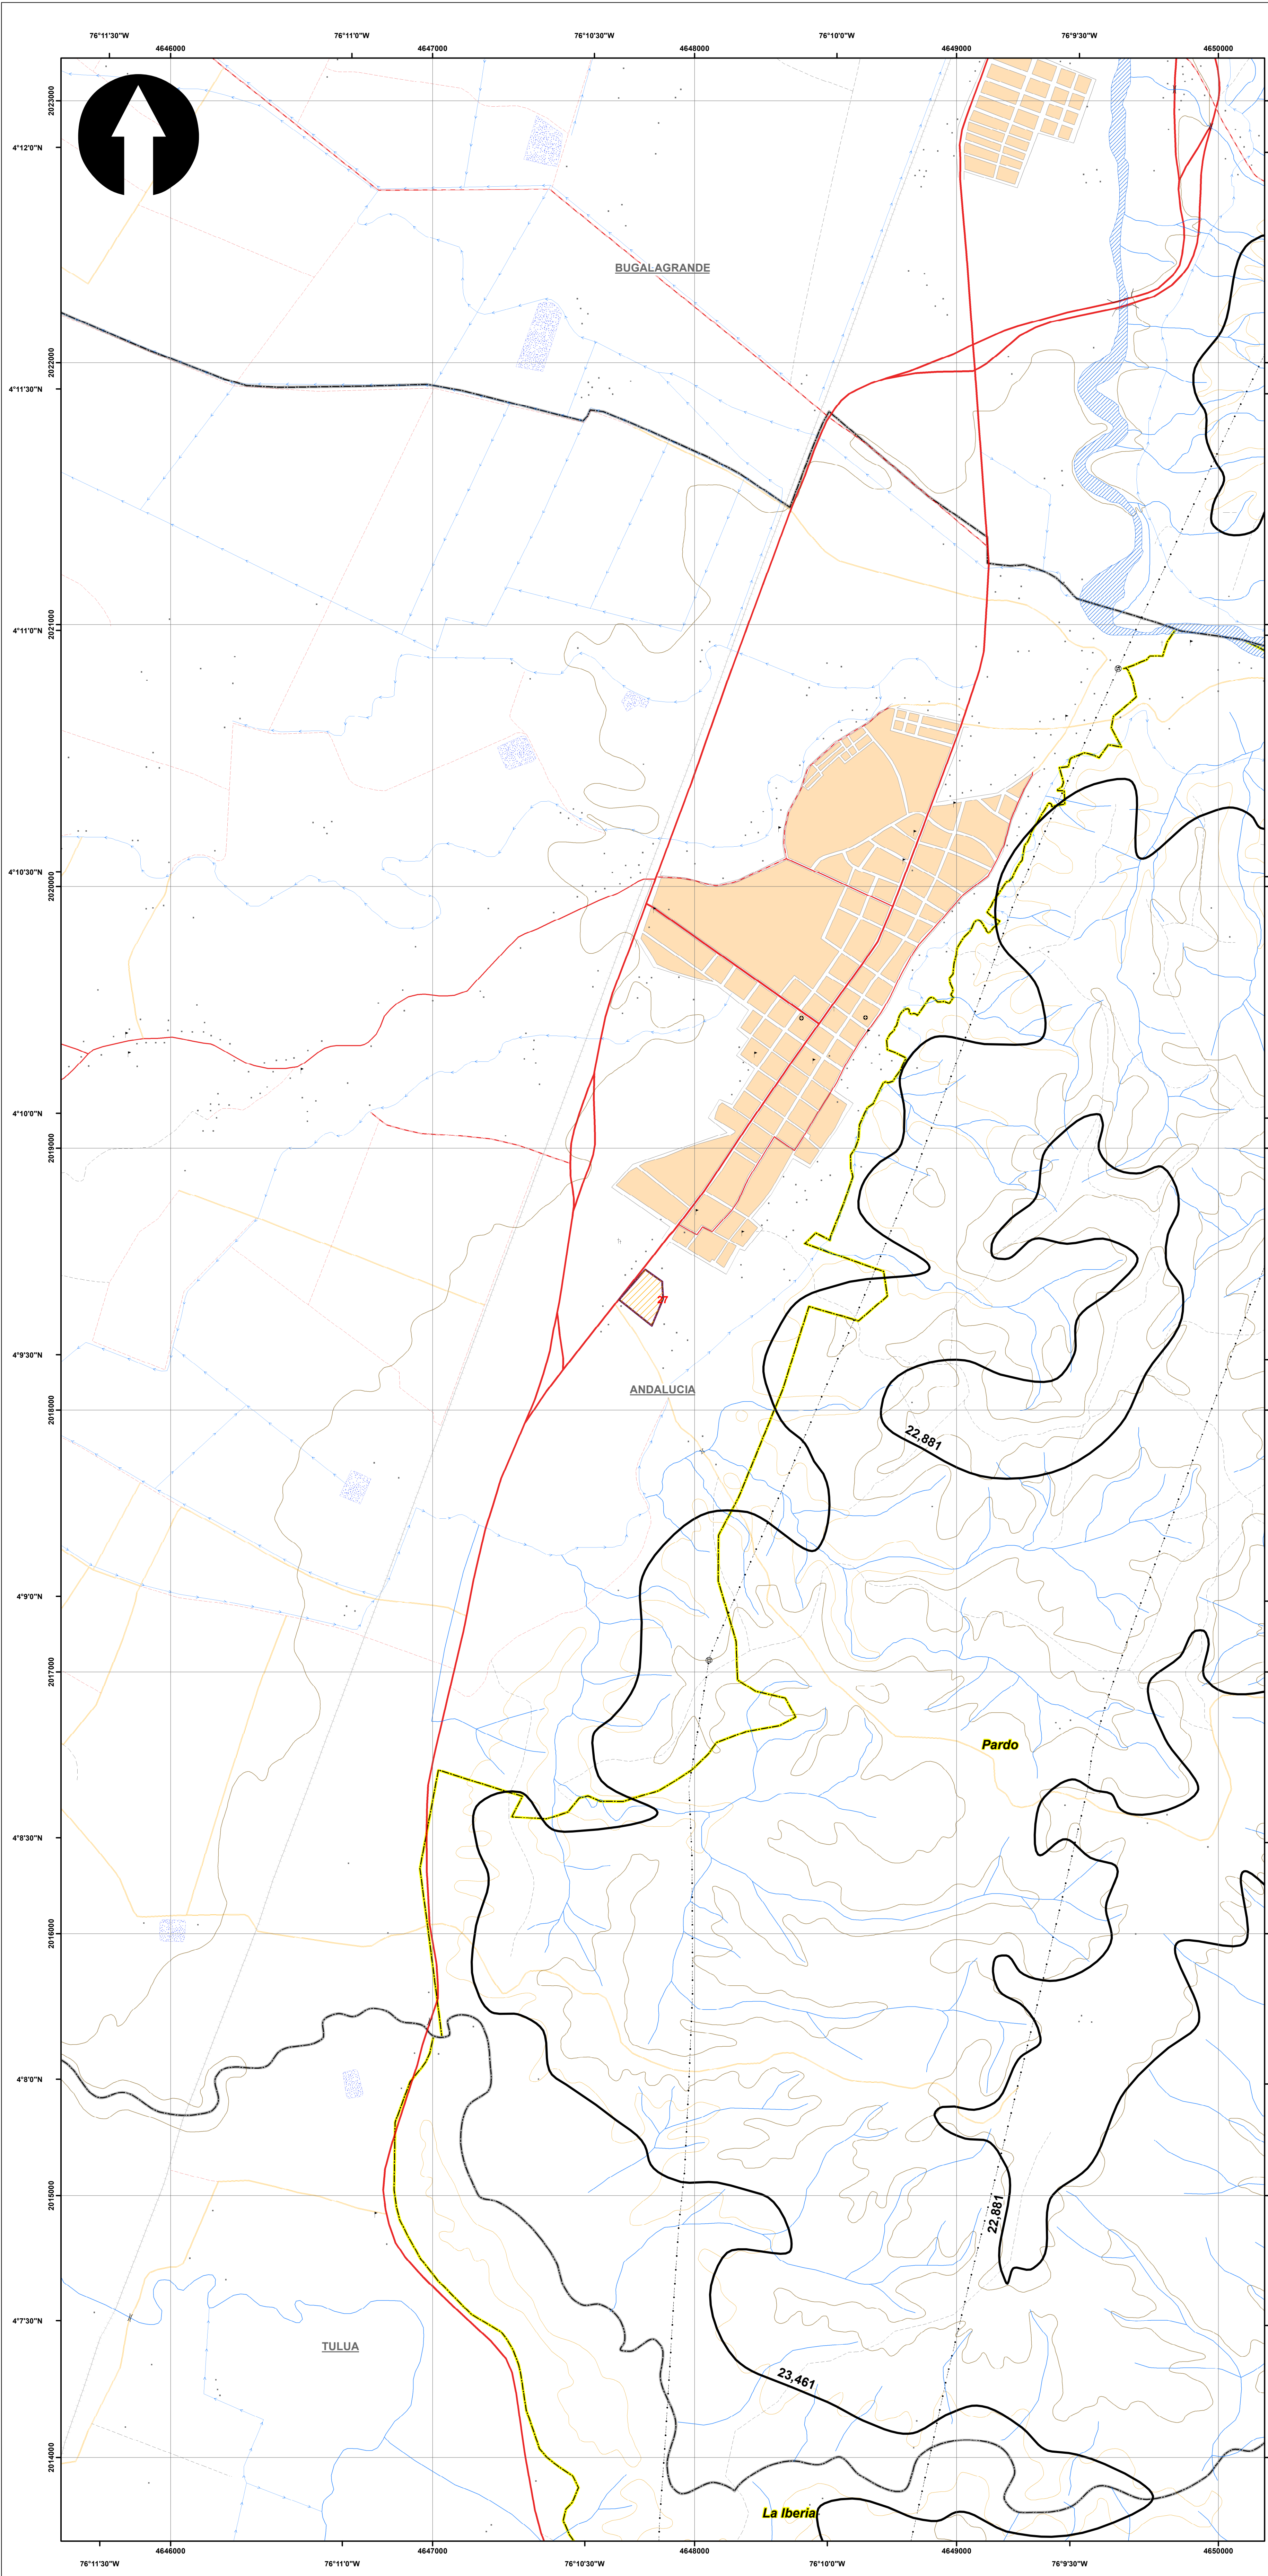 76°11'30"W 76°11'0"W 76°10'30"W 76°10'0"W 76°9'30"W
4646000 4647000 4648000 4649000 4650000
2023000
4°12'0"N
BUGALAGRANDE
2022000
4°11'30"N
2021000
4°11'0"N
4°10'30"N
2020000
4°10'0"N
2019000
27
4°9'30"N
ANDALUCIA
2018000
22,881
4°9'0"N
2017000
Pardo
4°8'30"N
2016000
4°8'0"N
2015000
22,881
4°7'30"N
TULUA
23,461
2014000
La Iberia
4646000 4647000 4648000 4649000 4650000
76°11'30"W 76°11'0"W 76°10'30"W 76°10'0"W 76°9'30"W